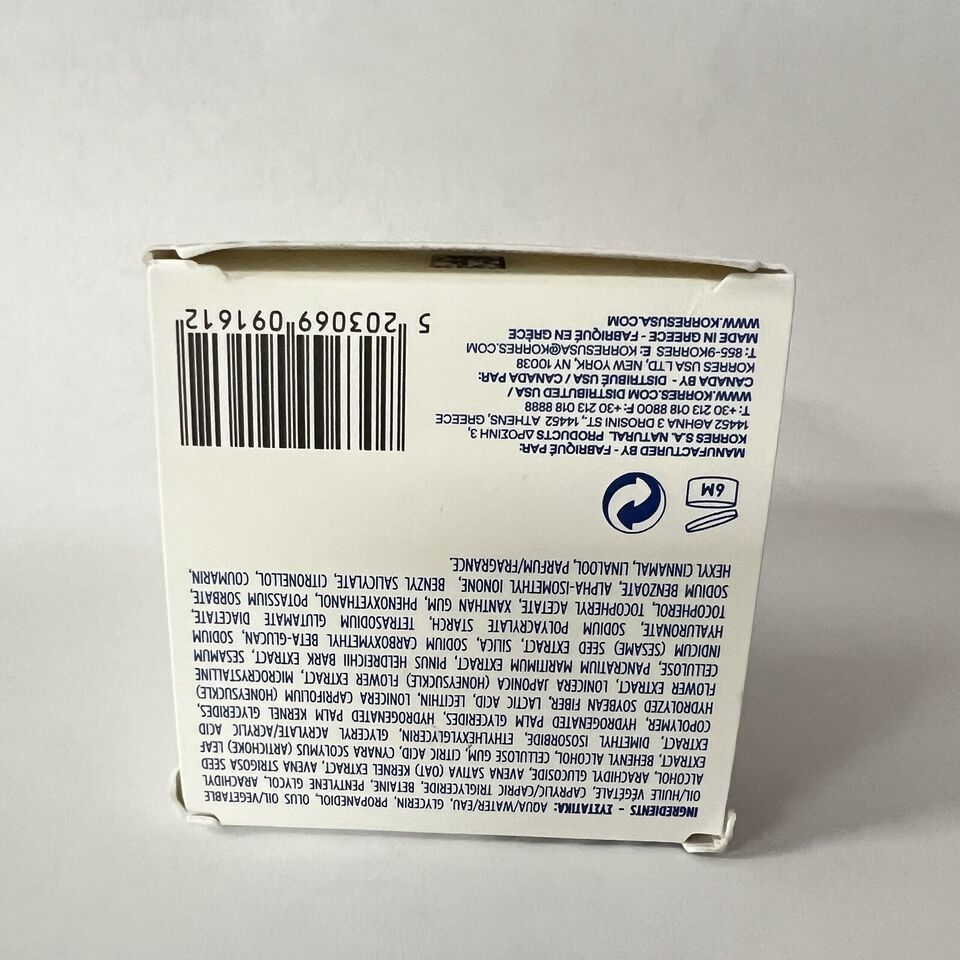 INGREDIENTS - ΣΥΣΤΑΤΙΚΑ: AQUA/WATER/EAU, GLYCERIN, PROPANEDIOL, OLUS OIL/VEGETABLE
OIL/HUILE VÉGÉTALE, CAPRYLIC/CAPRIC TRIGLYCERIDE, BETAINE, PENTYLENE GLYCOL, ARACHIDYL
ALCOHOL, ARACHIDYL GLUCOSIDE, AVENA SATIVA (OAT) KERNEL EXTRACT, AVENA STRIGOSA SEED
EXTRACT, BEHENYL ALCOHOL, CELLULOSE GUM, CITRIC ACID, CYNARA SCOLYMUS (ARTICHOKE) LEAF
EXTRACT, DIMETHYL ISOSORBIDE, ETHYLHEXYLGLYCERIN, GLYCERYL ACRYLATE/ACRYLIC ACID
COPOLYMER, HYDROGENATED PALM GLYCERIDES, HYDROGENATED PALM KERNEL GLYCERIDES,
HYDROLYZED SOYBEAN FIBER, LACTIC ACID, LECITHIN, LONICERA CAPRIFOLIUM (HONEYSUCKLE)
FLOWER EXTRACT, LONICERA JAPONICA (HONEYSUCKLE) FLOWER EXTRACT, MICROCRYSTALLINE
CELLULOSE, PANCRATIUM MARITIMUM EXTRACT, PINUS HELDREICHII BARK EXTRACT, SESAMUM
INDICUM (SESAME) SEED EXTRACT, SILICA, SODIUM CARBOXYMETHYL BETA-GLUCAN, SODIUM
HYALURONATE, SODIUM POLYACRYLATE STARCH, TETRASODIUM GLUTAMATE DIACETATE,
TOCOPHEROL, TOCOPHERYL ACETATE, XANTHAN GUM, PHENOXYETHANOL, POTASSIUM SORBATE,
SODIUM BENZOATE, ALPHA-ISOMETHYL IONONE, BENZYL SALICYLATE, CITRONELLOL, COUMARIN,
HEXYL CINNAMAL, LINALOOL, PARFUM/FRAGRANCE.
6M
MANUFACTURED BY - FABRIQUÉ PAR:
KORRES S.A. NATURAL PRODUCTS ΔΡΟΣΙΝΗ 3,
14452 ΑΘΗΝΑ 3 DROSINI ST., 14452 ATHENS, GREECE
T: +30 213 018 8800 F: +30 213 018 8888
WWW.KORRES.COM DISTRIBUTED USA /
CANADA BY - DISTRIBUÉ USA / CANADA PAR:
KORRES USA LTD, NEW YORK, NY 10038
T: 855-9KORRES E: KORRESUSA@KORRES.COM
MADE IN GREECE - FABRIQUÉ EN GRÈCE
WWW.KORRESUSA.COM
5 203069 091612